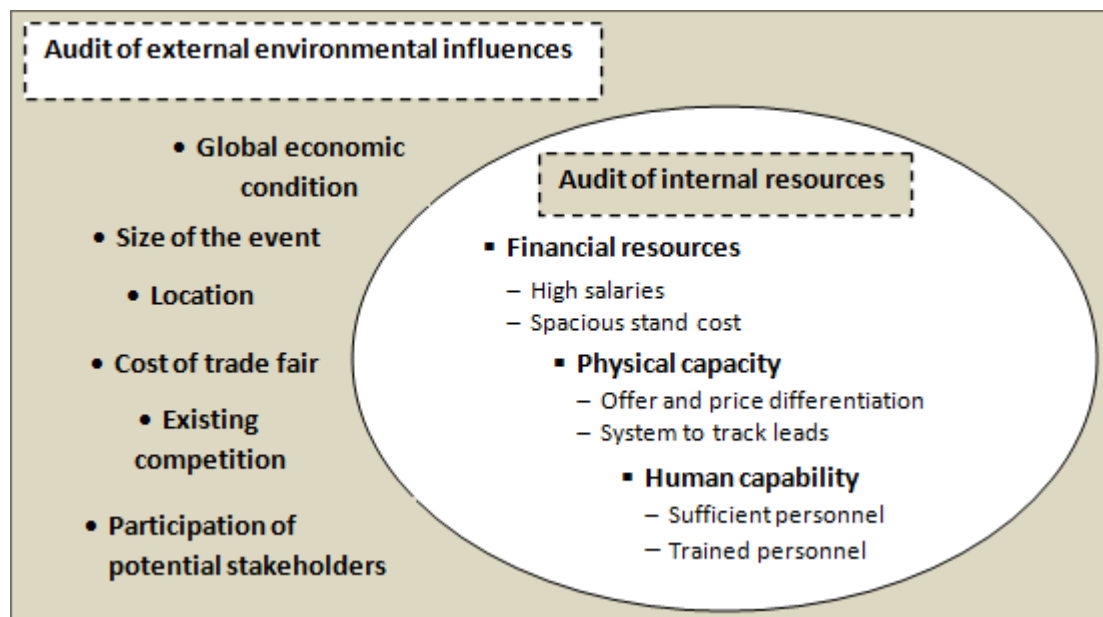 Audit of external environmental influences
• Global economic
condition
• Size of the event
• Location
• Cost of trade fair
• Existing
competition
• Participation of
potential stakeholders
Audit of internal resources
▪ Financial resources
– High salaries
– Spacious stand cost
▪ Physical capacity
– Offer and price differentiation
– System to track leads
▪ Human capability
– Sufficient personnel
– Trained personnel